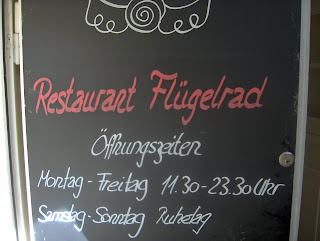 Restaurant Flügelrad
Öffnungszeiten
Montag - Freitag 11.30 - 23.30 Uhr
Samstag - Sonntag Ruhetag